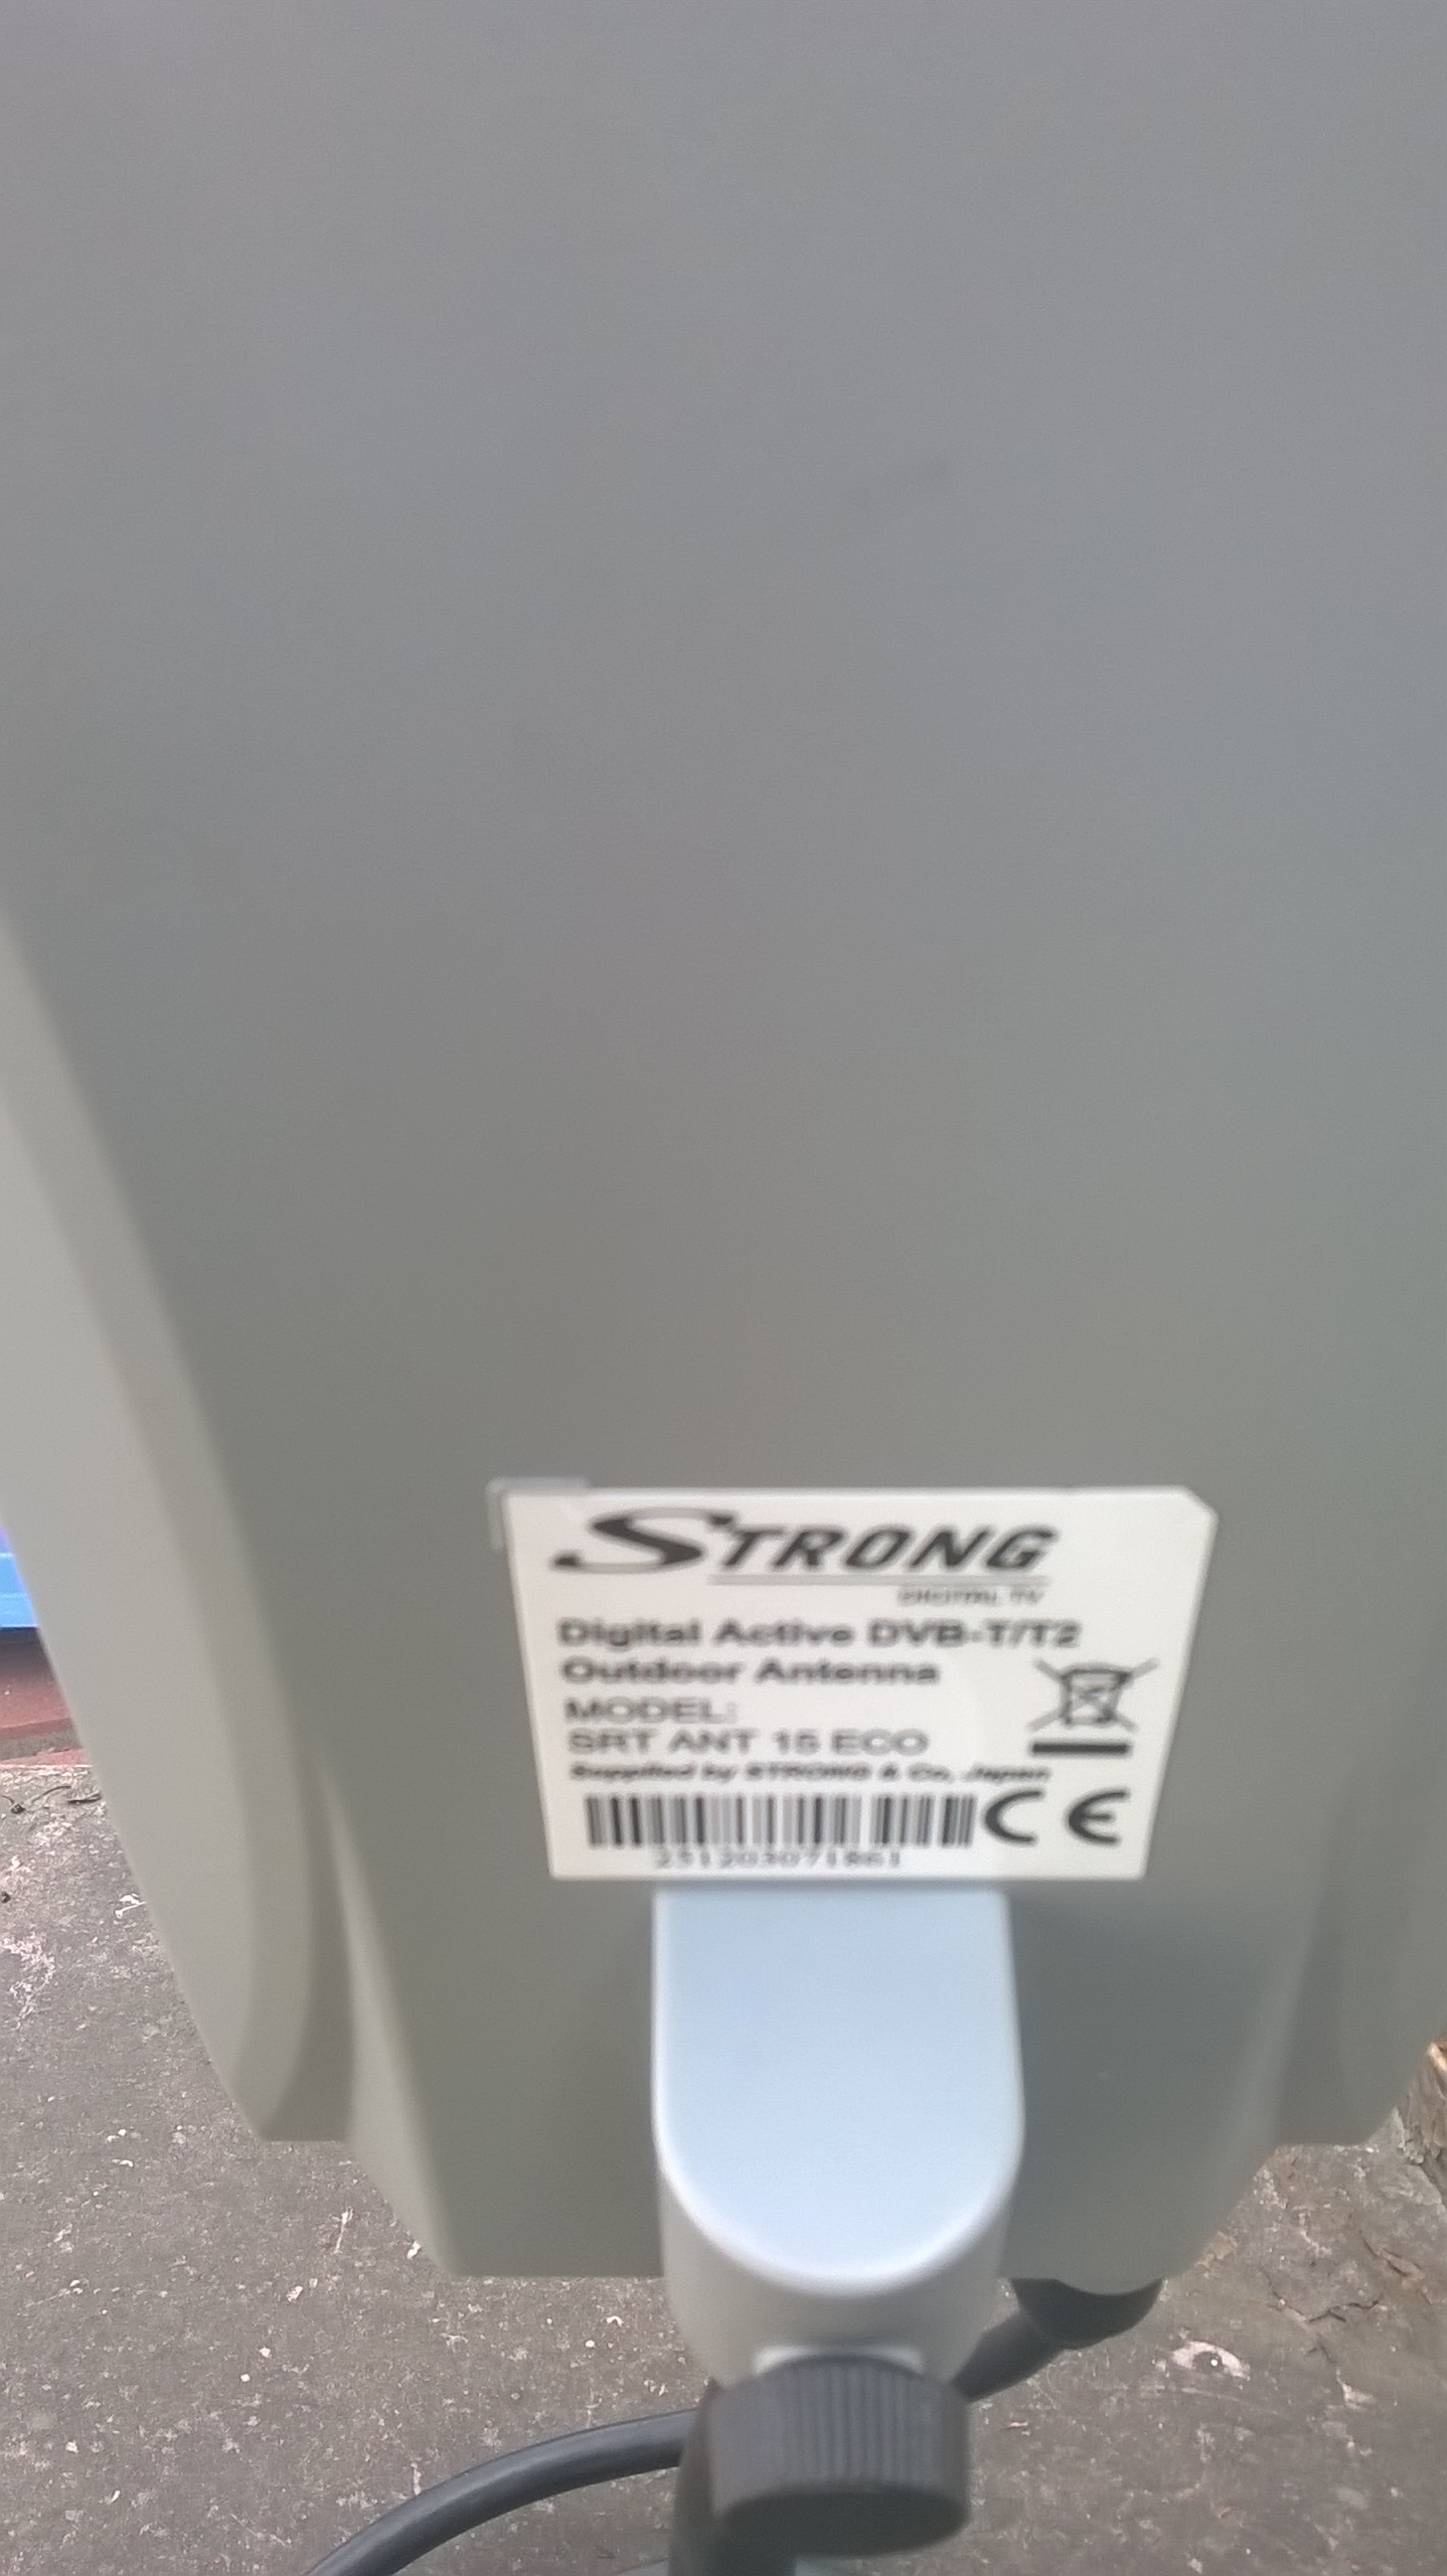 STRONG
DIGITAL TV
Digital Active DVB-T/T2
Outdoor Antenna
MODEL:
SRT ANT 15 ECO
Supplied by STRONG & Co, Japan
CE
231203071861